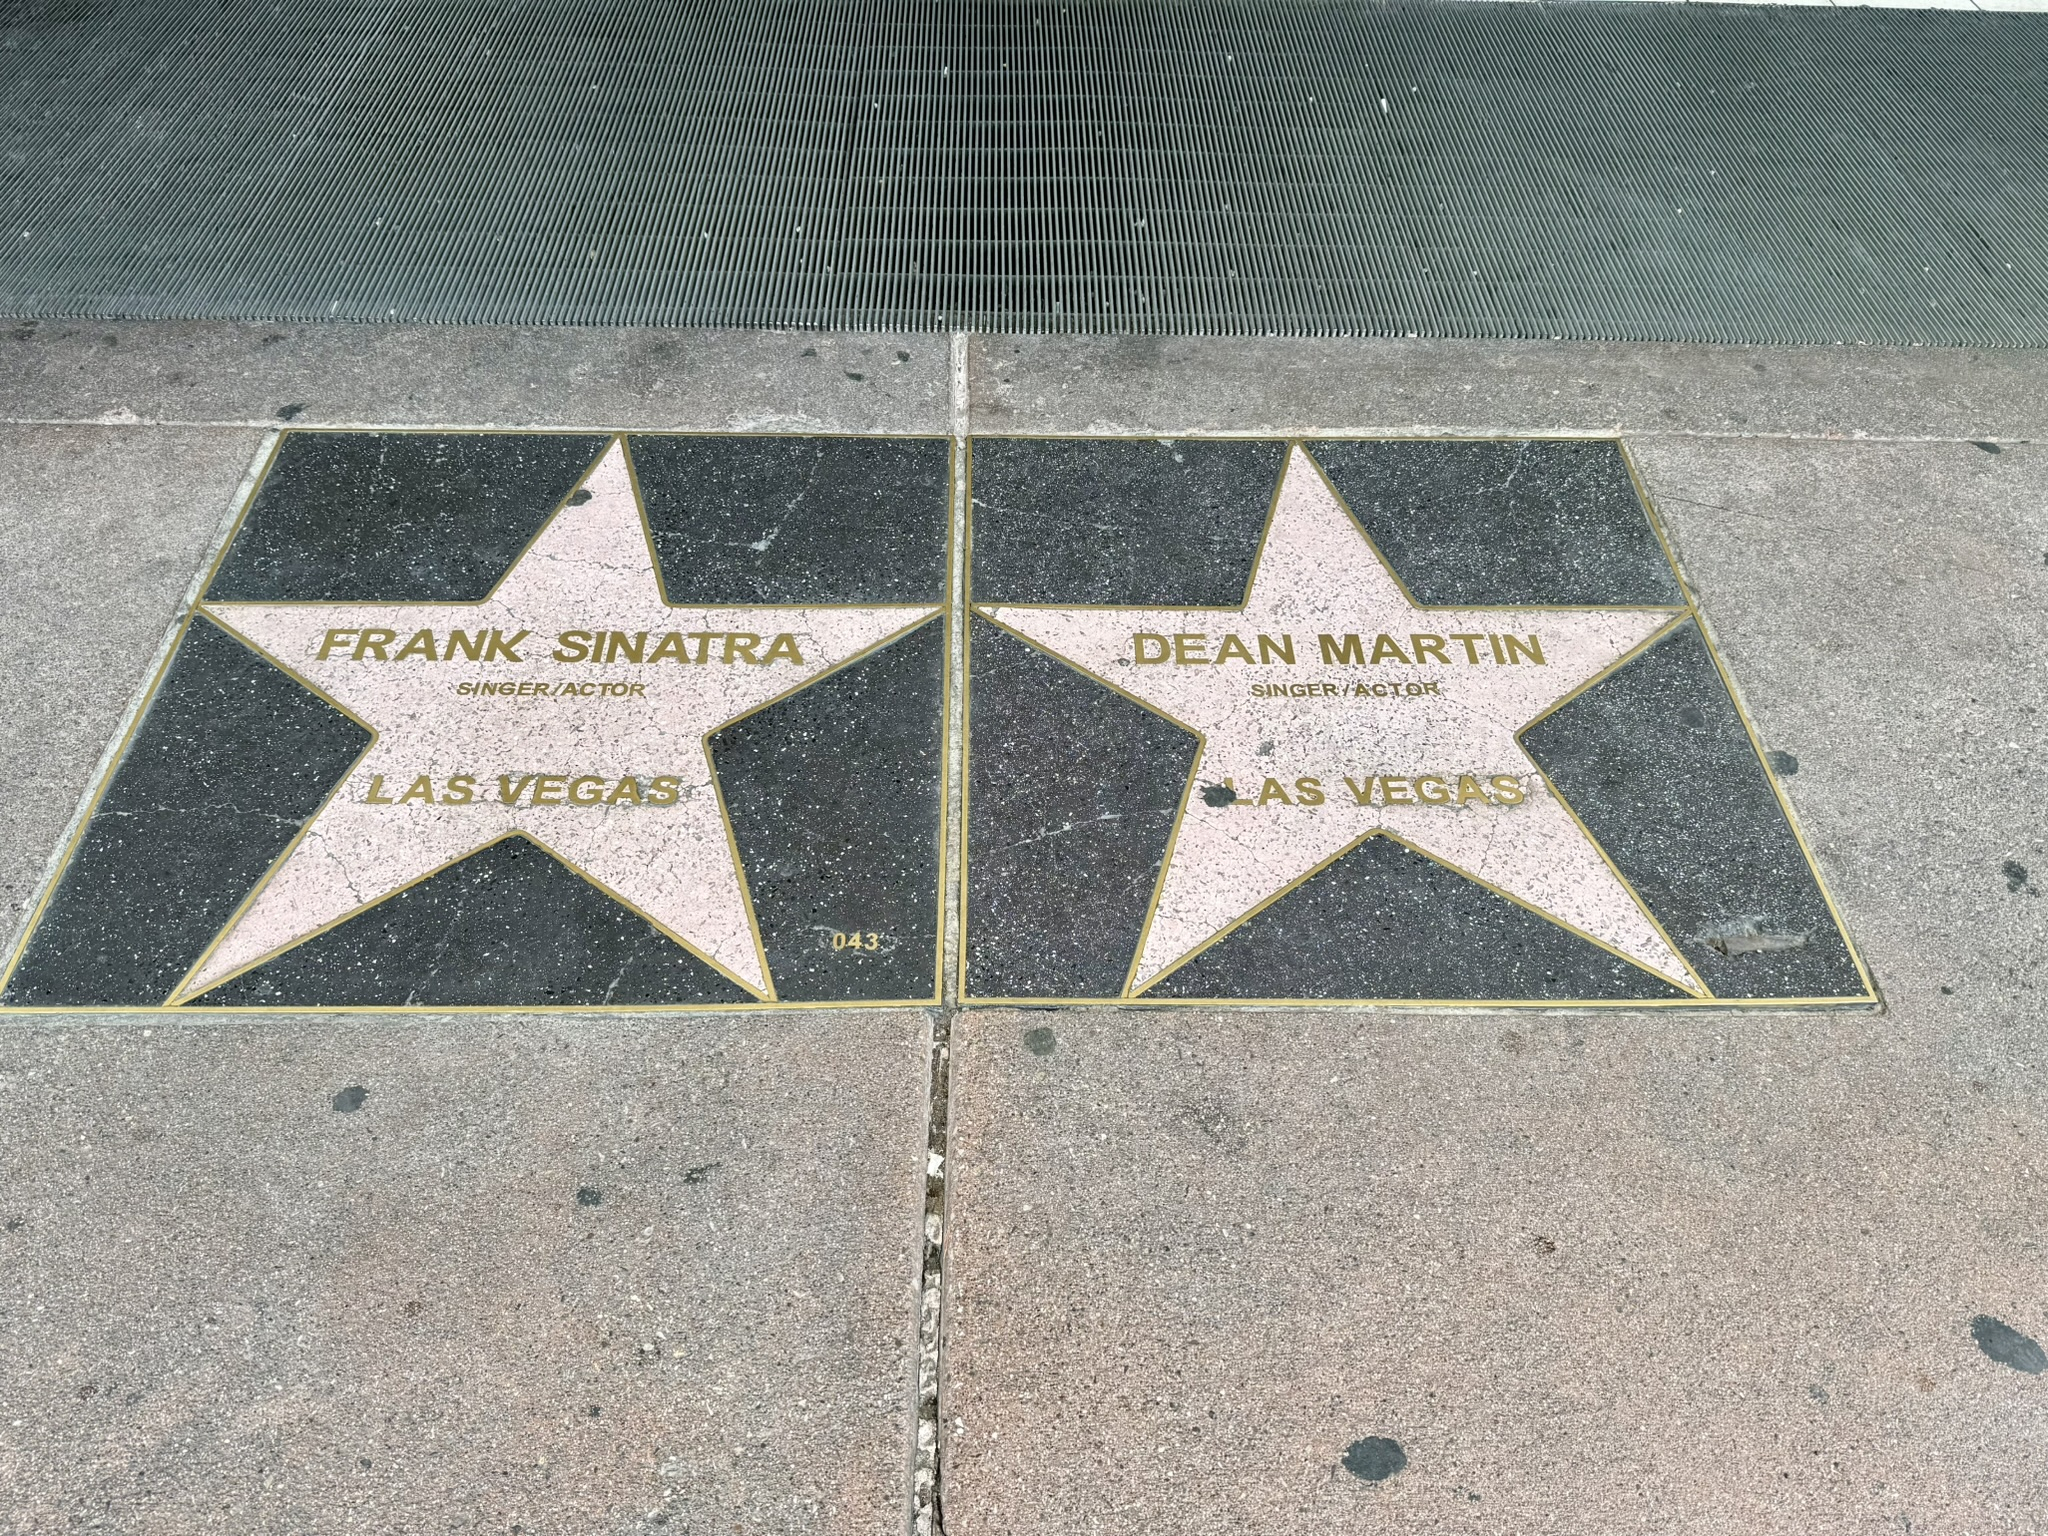 FRANK SINATRA
SINGER/ACTOR
LAS VEGAS
043
DEAN MARTIN
SINGER/ACTOR
LAS VEGAS